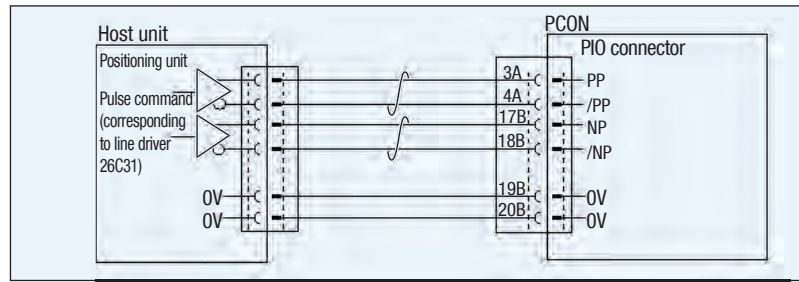 Host unit
Positioning unit
Pulse command
(corresponding
to line driver
26C31)
0V
0V
PCON
PIO connector
3A
4A
17B
18B
19B
20B
PP
/PP
NP
/NP
0V
0V